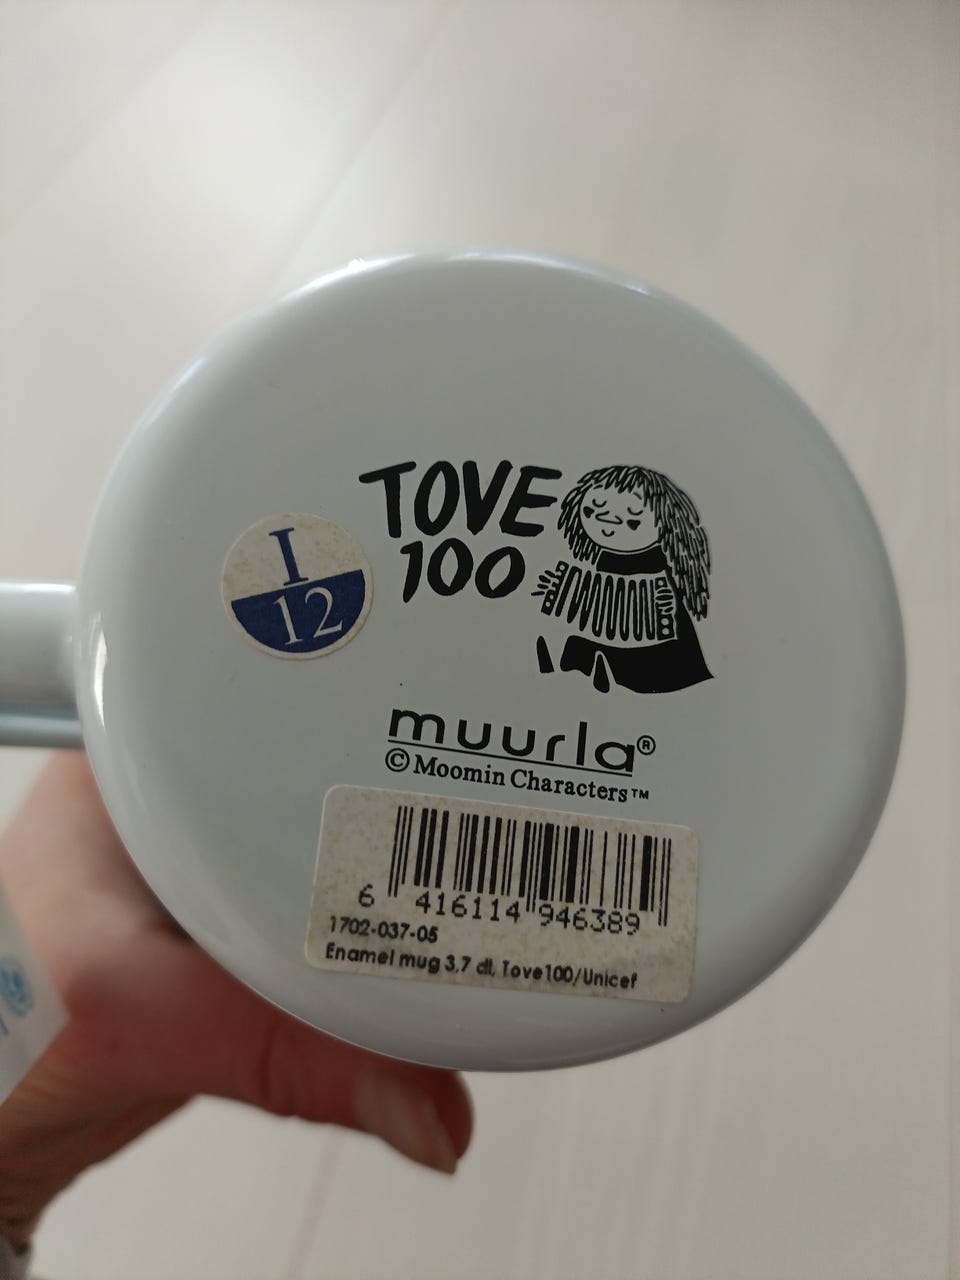 TOVE
100
I
12
muurla®
© Moomin Characters™
6 416114 946389
1702-037-05
Enamel mug 3,7 dl, Tove100/Unicef